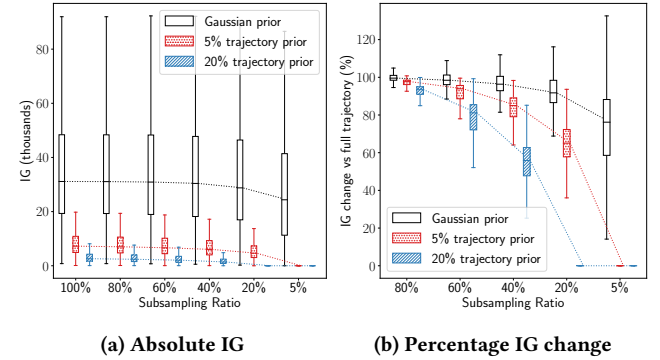 IG (thousands)
80
60
40
20
0
Gaussian prior
5% trajectory prior
20% trajectory prior
100% 80% 60% 40% 20% 5%
Subsampling Ratio
(a) Absolute IG
IG change vs full trajectory (%)
120
100
80
60
40
20
0
Gaussian prior
5% trajectory prior
20% trajectory prior
80% 60% 40% 20% 5%
Subsampling Ratio
(b) Percentage IG change